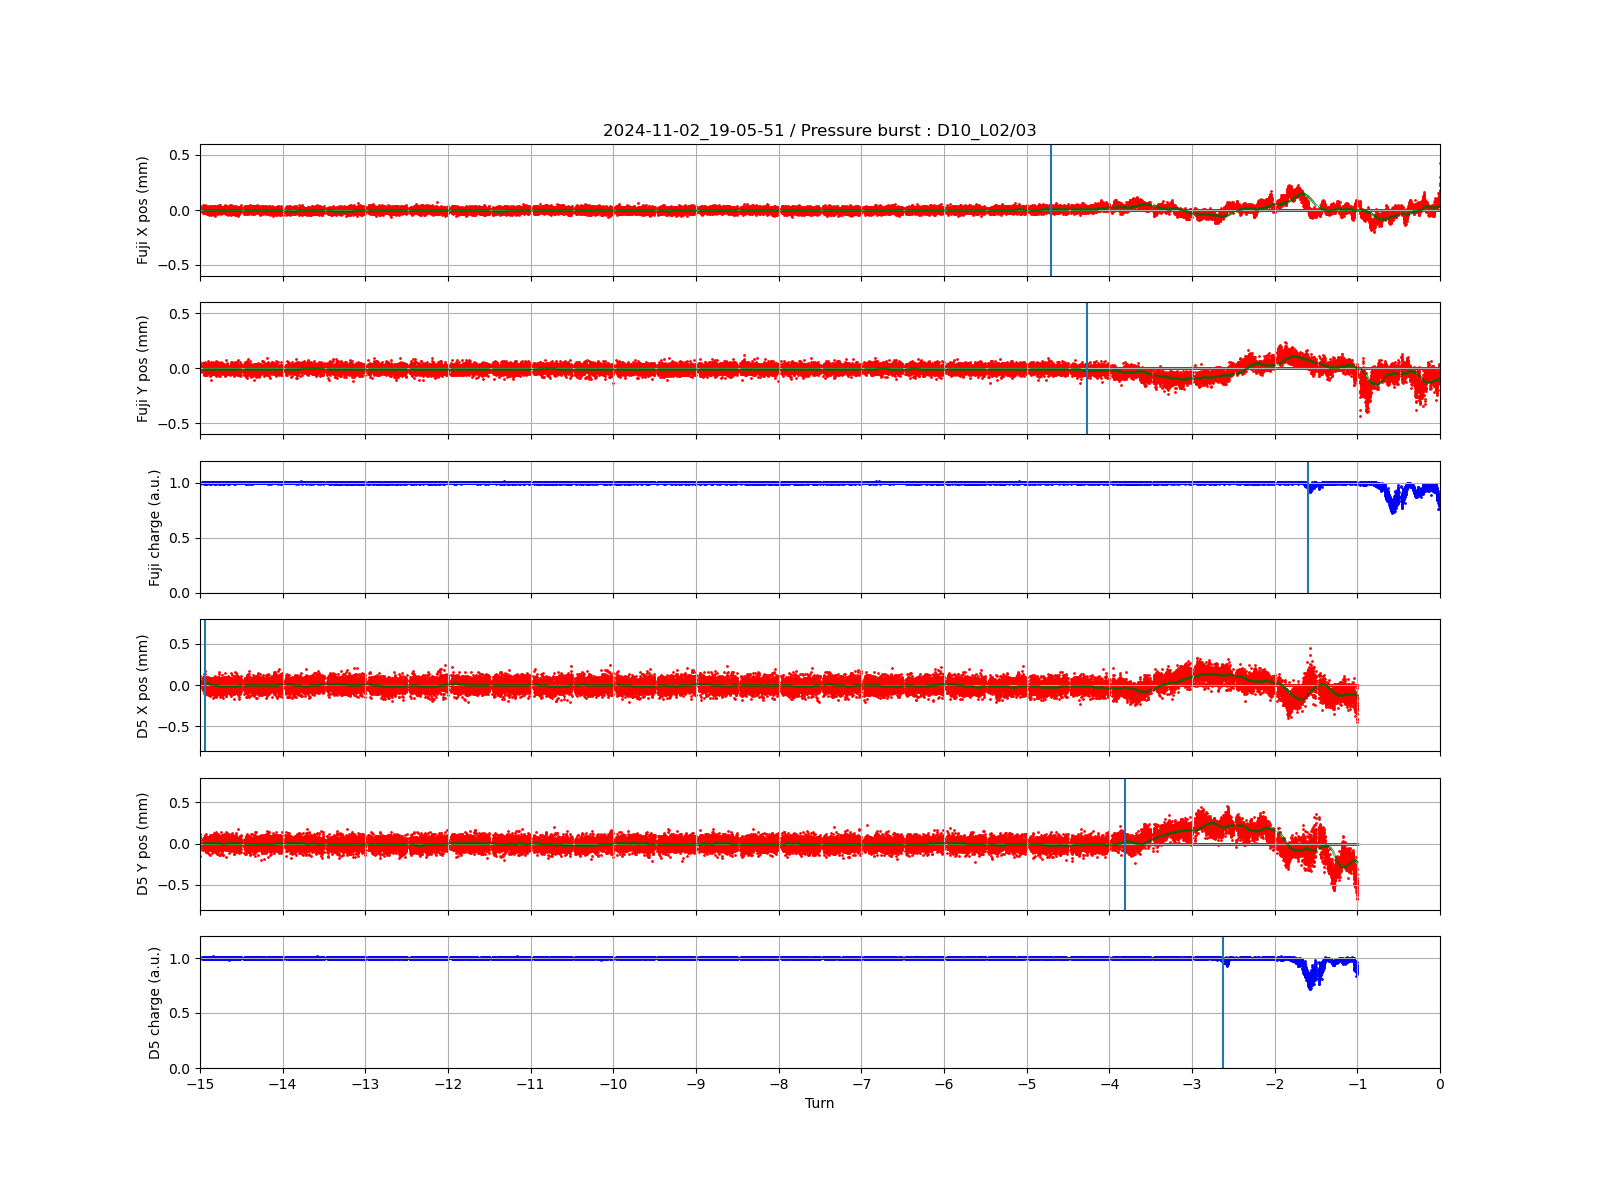 2024-11-02_19-05-51 / Pressure burst : D10_L02/03
Fuji X pos (mm)
0.5
0.0
−0.5
Fuji Y pos (mm)
0.5
0.0
−0.5
Fuji charge (a.u.)
1.0
0.5
0.0
D5 X pos (mm)
0.5
0.0
−0.5
D5 Y pos (mm)
0.5
0.0
−0.5
D5 charge (a.u.)
1.0
0.5
0.0
−15 −14 −13 −12 −11 −10 −9 −8 −7 −6 −5 −4 −3 −2 −1 0
Turn